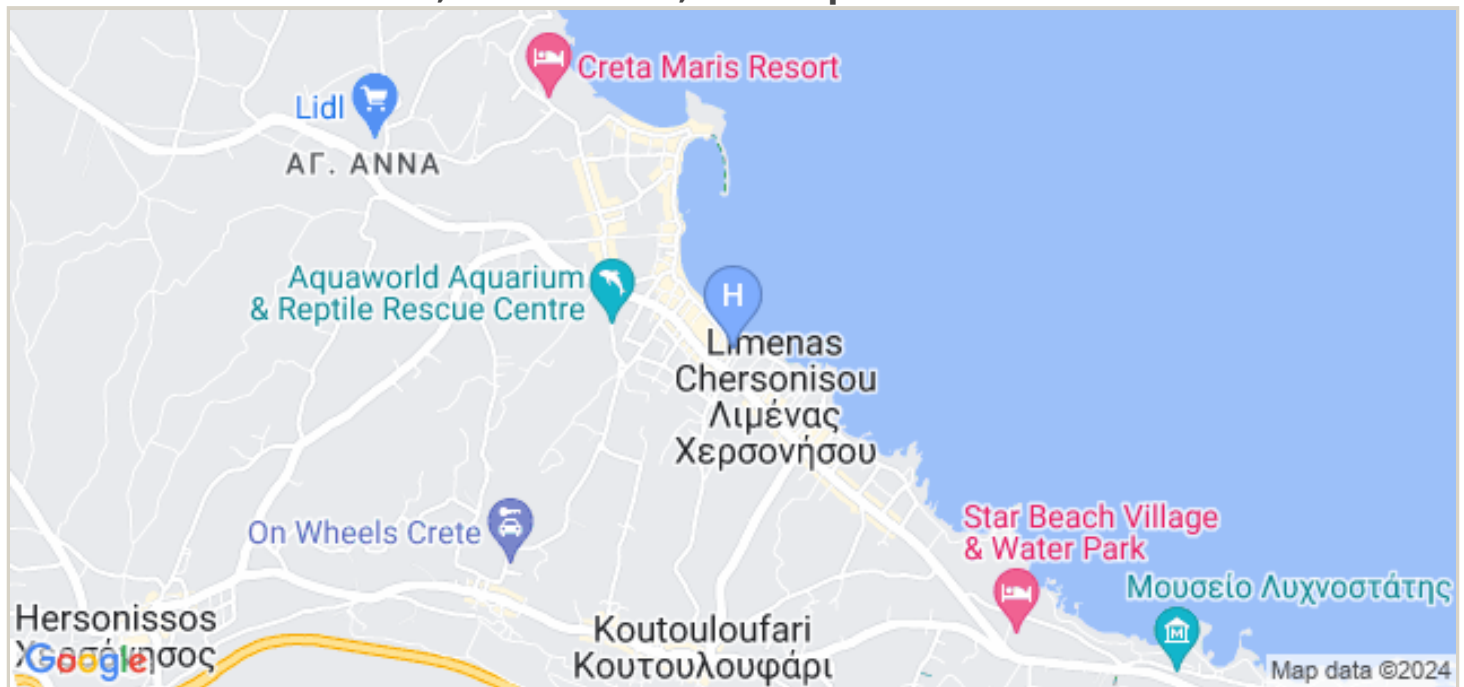 Creta Maris Resort
Lidl
ΑΓ. ΑΝΝΑ
Aquaworld Aquarium
& Reptile Rescue Centre
H
Limenas
Chersonisou
Λιμένας
Χερσονήσου
On Wheels Crete
Star Beach Village
& Water Park
Μουσείο Λυχνοστάτης
M
Hersonissos
Koutouloufari
Κουτουλουφάρι
Google
Map data ©2024